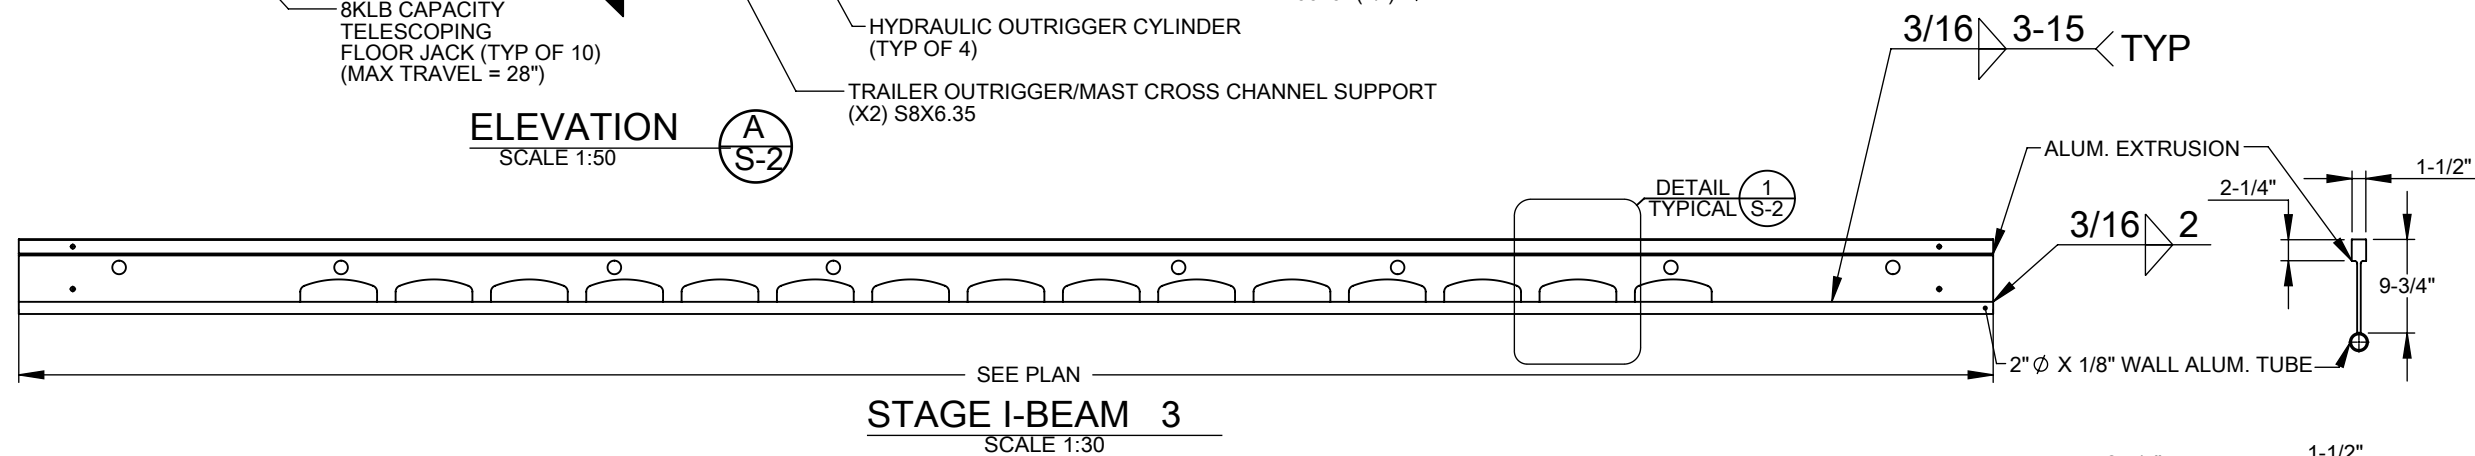 8KLB CAPACITY
TELESCOPING
FLOOR JACK (TYP OF 10)
(MAX TRAVEL = 28")
HYDRAULIC OUTRIGGER CYLINDER
(TYP OF 4)
TRAILER OUTRIGGER/MAST CROSS CHANNEL SUPPORT
(X2) S8X6.35
3/16 3-15 TYP
ELEVATION
SCALE 1:50
A
S-2
DETAIL
TYPICAL
1
S-2
ALUM. EXTRUSION
1-1/2"
2-1/4"
3/16 2
9-3/4"
2"Ø X 1/8" WALL ALUM. TUBE
SEE PLAN
STAGE I-BEAM 3
SCALE 1:30
1-1/2"